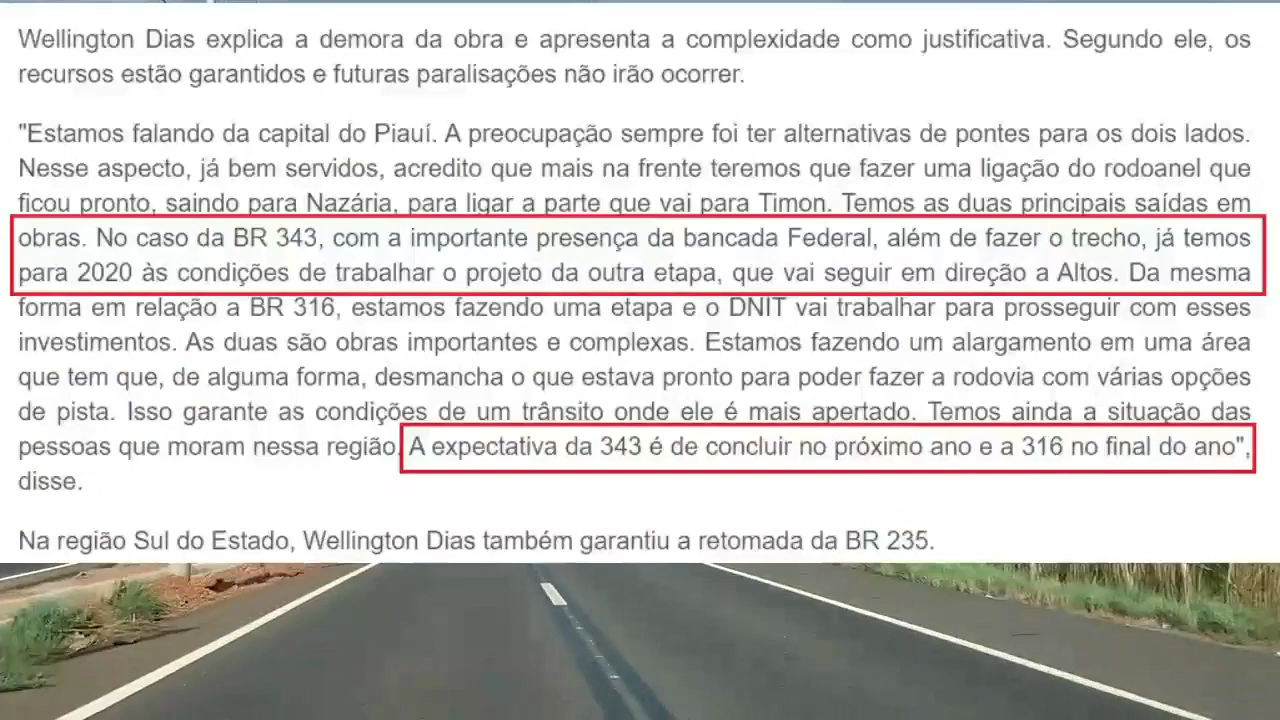 Wellington Dias explica a demora da obra e apresenta a complexidade como justificativa. Segundo ele, os
recursos estão garantidos e futuras paralisações não irão ocorrer.
"Estamos falando da capital do Piauí. A preocupação sempre foi ter alternativas de pontes para os dois lados.
Nesse aspecto, já bem servidos, acredito que mais na frente teremos que fazer uma ligação do rodoanel que
ficou pronto, saindo para Nazária, para ligar a parte que vai para Timon. Temos as duas principais saídas em
obras. No caso da BR 343, com a importante presença da bancada Federal, além de fazer o trecho, já temos
para 2020 às condições de trabalhar o projeto da outra etapa, que vai seguir em direção a Altos. Da mesma
forma em relação a BR 316, estamos fazendo uma etapa e o DNIT vai trabalhar para prosseguir com esses
investimentos. As duas são obras importantes e complexas. Estamos fazendo um alargamento em uma área
que tem que, de alguma forma, desmancha o que estava pronto para poder fazer a rodovia com várias opções
de pista. Isso garante as condições de um trânsito onde ele é mais apertado. Temos ainda a situação das
pessoas que moram nessa região. A expectativa da 343 é de concluir no próximo ano e a 316 no final do ano",
disse.
Na região Sul do Estado, Wellington Dias também garantiu a retomada da BR 235.